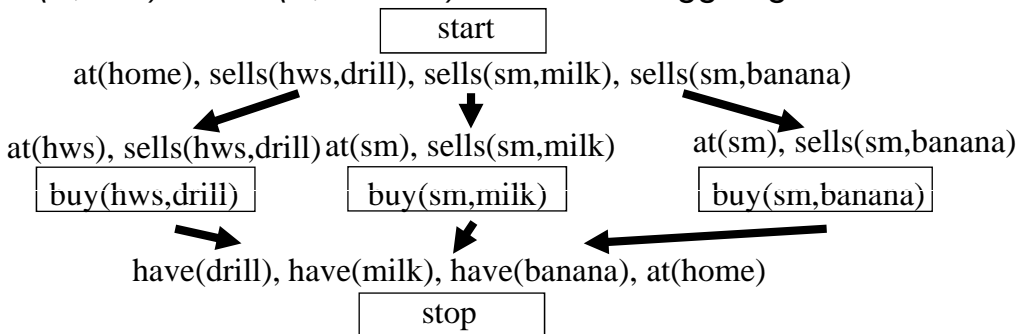 start
at(home), sells(hws,drill), sells(sm,milk), sells(sm,banana)
at(hws), sells(hws,drill) at(sm), sells(sm,milk) at(sm), sells(sm,banana)
buy(hws,drill) buy(sm,milk) buy(sm,banana)
have(drill), have(milk), have(banana), at(home)
stop